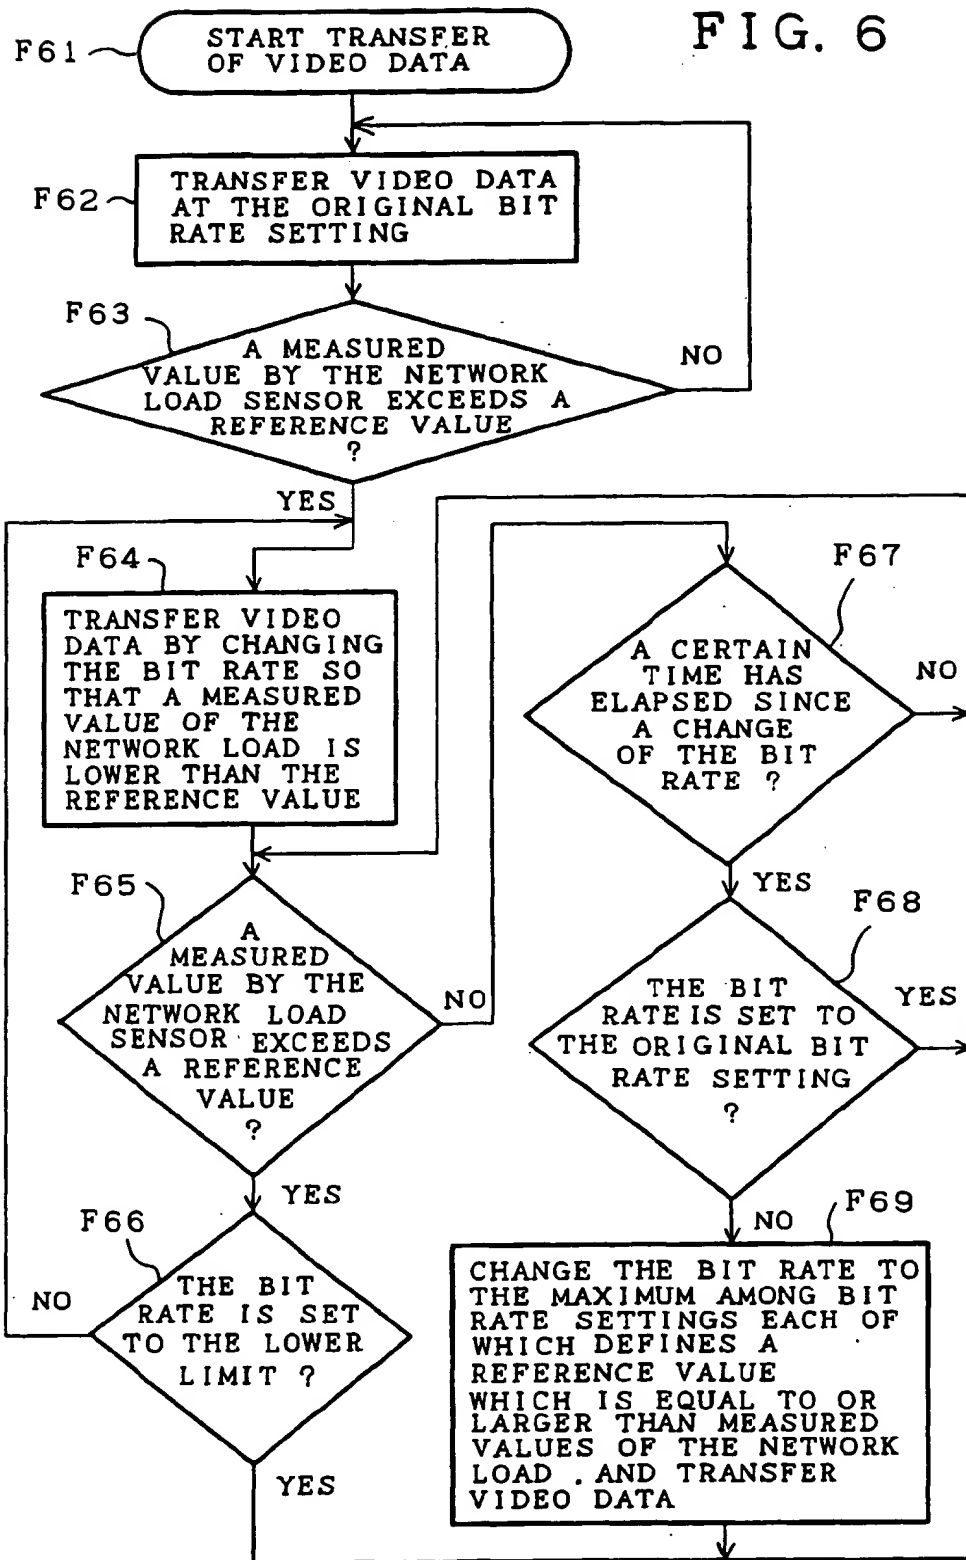 FIG. 6
F61
START TRANSFER
OF VIDEO DATA
F62
TRANSFER VIDEO DATA
AT THE ORIGINAL BIT
RATE SETTING
F63
A MEASURED
VALUE BY THE NETWORK
LOAD SENSOR EXCEEDS A
REFERENCE VALUE
?
NO
YES
F64
TRANSFER VIDEO
DATA BY CHANGING
THE BIT RATE SO
THAT A MEASURED
VALUE OF THE
NETWORK LOAD IS
LOWER THAN THE
REFERENCE VALUE
F65
A
MEASURED
VALUE BY THE
NETWORK LOAD
SENSOR EXCEEDS
A REFERENCE
VALUE
?
NO
YES
F66
THE BIT
RATE IS SET
TO THE LOWER
LIMIT ?
NO
YES
F67
A CERTAIN
TIME HAS
ELAPSED SINCE
A CHANGE
OF THE BIT
RATE ?
NO
YES
F68
THE BIT
RATE IS SET TO
THE ORIGINAL BIT
RATE SETTING
?
YES
NO
F69
CHANGE THE BIT RATE TO
THE MAXIMUM AMONG BIT
RATE SETTINGS EACH OF
WHICH DEFINES A
REFERENCE VALUE
WHICH IS EQUAL TO OR
LARGER THAN MEASURED
VALUES OF THE NETWORK
LOAD . AND TRANSFER
VIDEO DATA